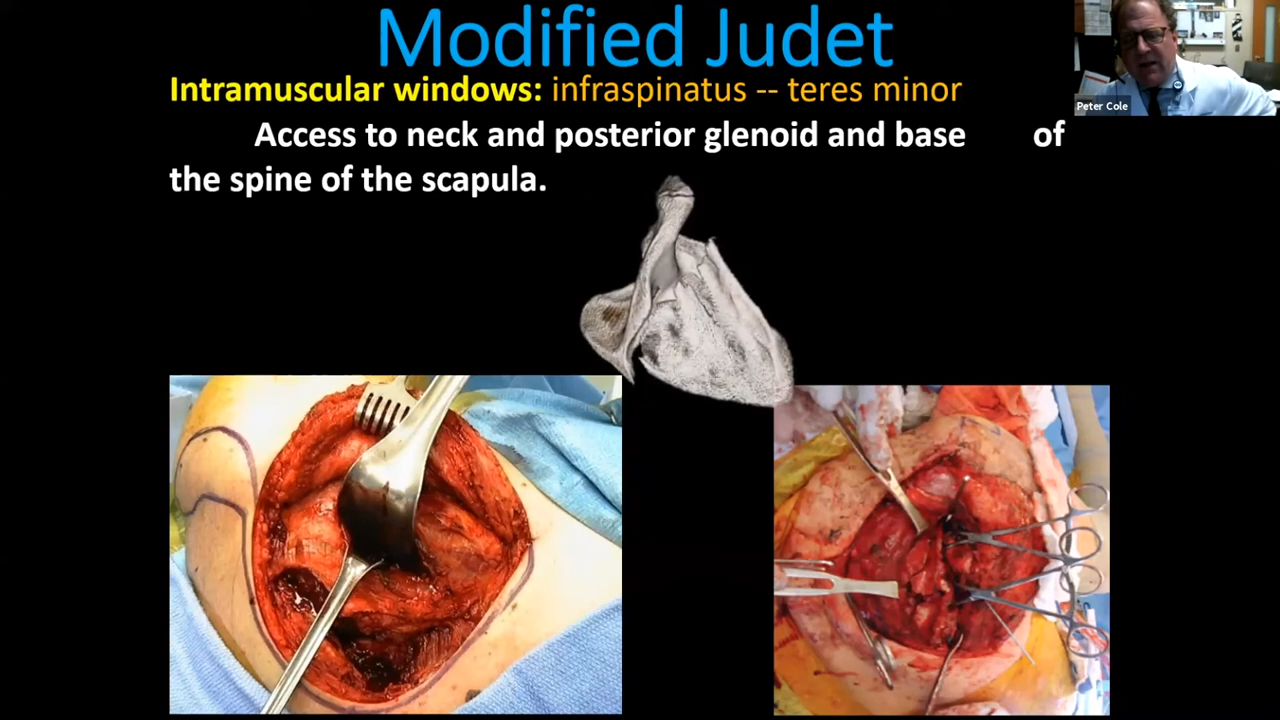 Modified Judet
Intramuscular windows: infraspinatus -- teres minor
Access to neck and posterior glenoid and base of
the spine of the scapula.
Peter Cole